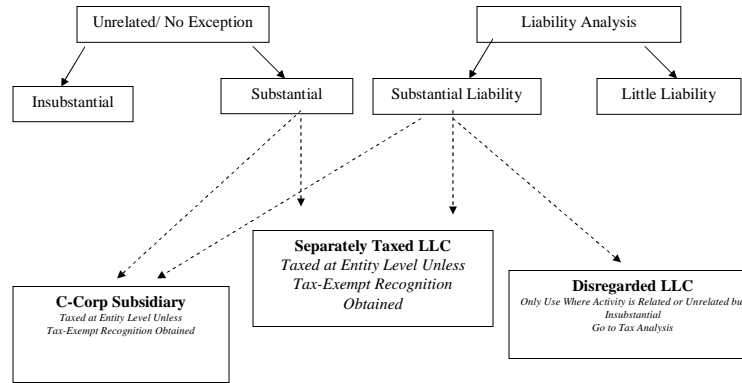 Unrelated/ No Exception
Liability Analysis
Insubstantial
Substantial
Substantial Liability
Little Liability
Separately Taxed LLC
Taxed at Entity Level Unless
Tax-Exempt Recognition
Obtained
C-Corp Subsidiary
Taxed at Entity Level Unless
Tax-Exempt Recognition Obtained
Disregarded LLC
Only Use Where Activity is Related or Unrelated bu
Insubstantial
Go to Tax Analysis